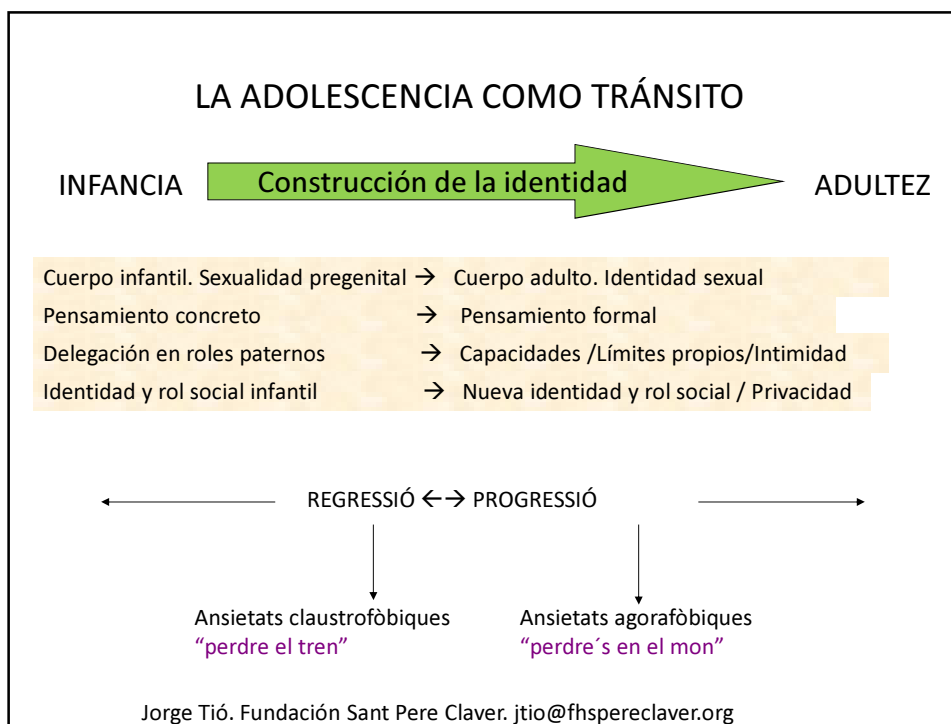 LA ADOLESCENCIA COMO TRÁNSITO
INFANCIA Construcción de la identidad ADULTEZ
Cuerpo infantil. Sexualidad pregenital → Cuerpo adulto. Identidad sexual
Pensamiento concreto → Pensamiento formal
Delegación en roles paternos → Capacidades /Límites propios/Intimidad
Identidad y rol social infantil → Nueva identidad y rol social / Privacidad
REGRESSIÓ ←→ PROGRESSIÓ
Ansietats claustrofòbiques Ansietats agorafòbiques
“perdre el tren” “perdre´s en el mon”
Jorge Tió. Fundación Sant Pere Claver. jtio@fhspereclaver.org